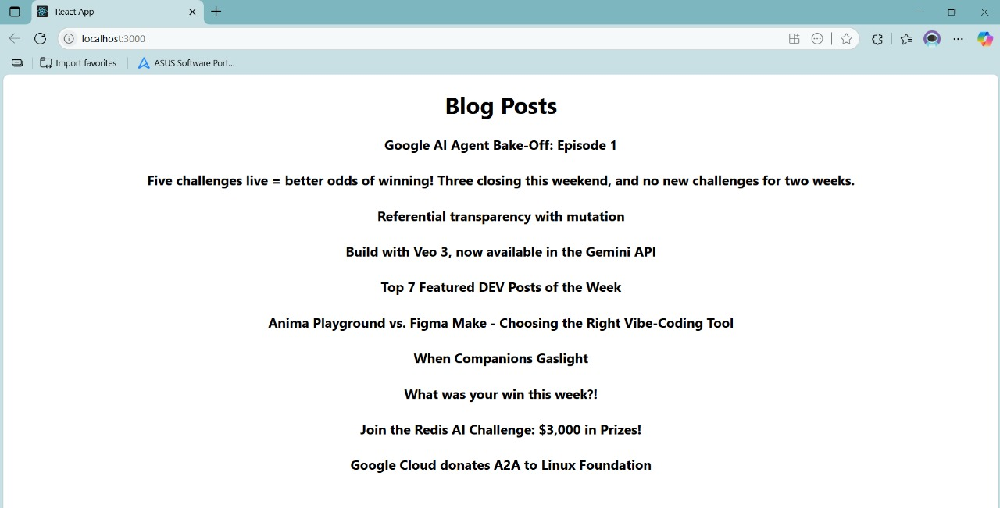 React App
localhost:3000
Import favorites
ASUS Software Port...
Blog Posts
Google AI Agent Bake-Off: Episode 1
Five challenges live = better odds of winning! Three closing this weekend, and no new challenges for two weeks.
Referential transparency with mutation
Build with Veo 3, now available in the Gemini API
Top 7 Featured DEV Posts of the Week
Anima Playground vs. Figma Make - Choosing the Right Vibe-Coding Tool
When Companions Gaslight
What was your win this week?!
Join the Redis AI Challenge: $3,000 in Prizes!
Google Cloud donates A2A to Linux Foundation